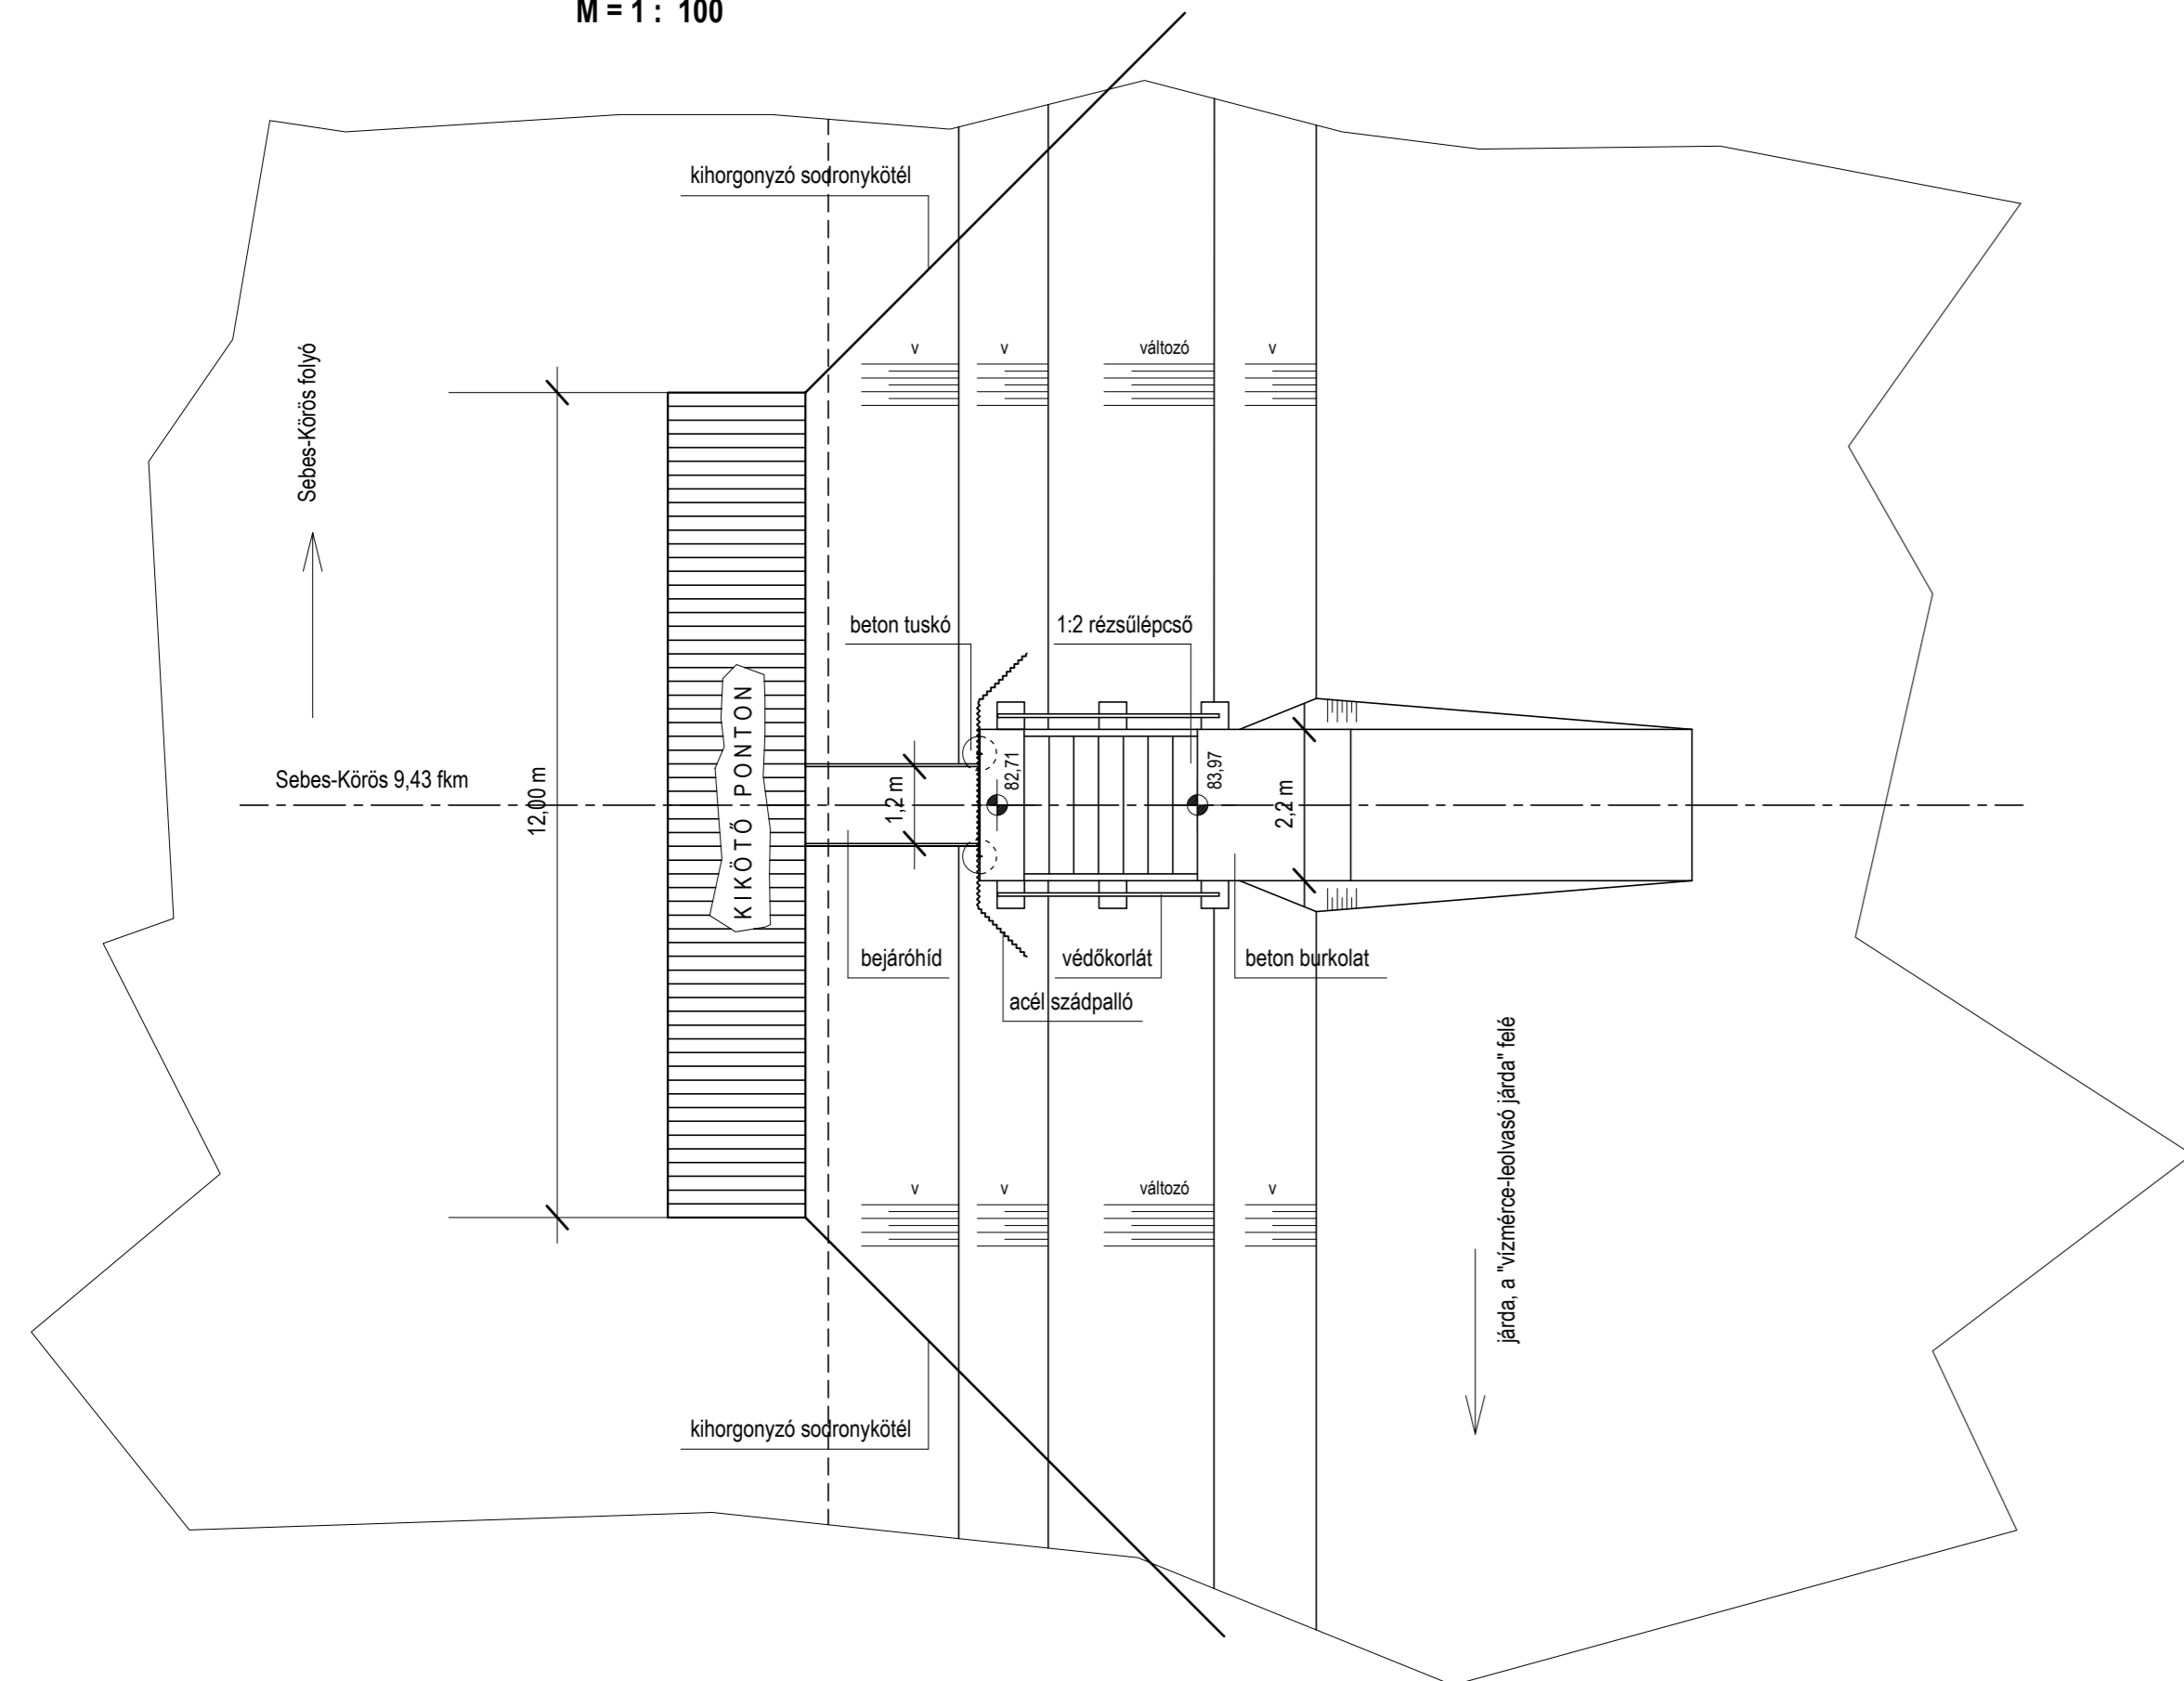 M = 1 : 100
kihorgonyzó sodronykötél
v
v
változó
v
Sebes-Körös folyó
beton tuskó
1:2 rézsűlépcső
KIKÖTŐ PONTON
Sebes-Körös 9,43 fkm
12,00 m
1,2 m
82,71
83,97
2,2 m
bejáróhíd
védőkorlát
beton burkolat
acél szádpalló
járda, a "vízmérce-leolvasó járda" felé
v
v
változó
v
kihorgonyzó sodronykötél